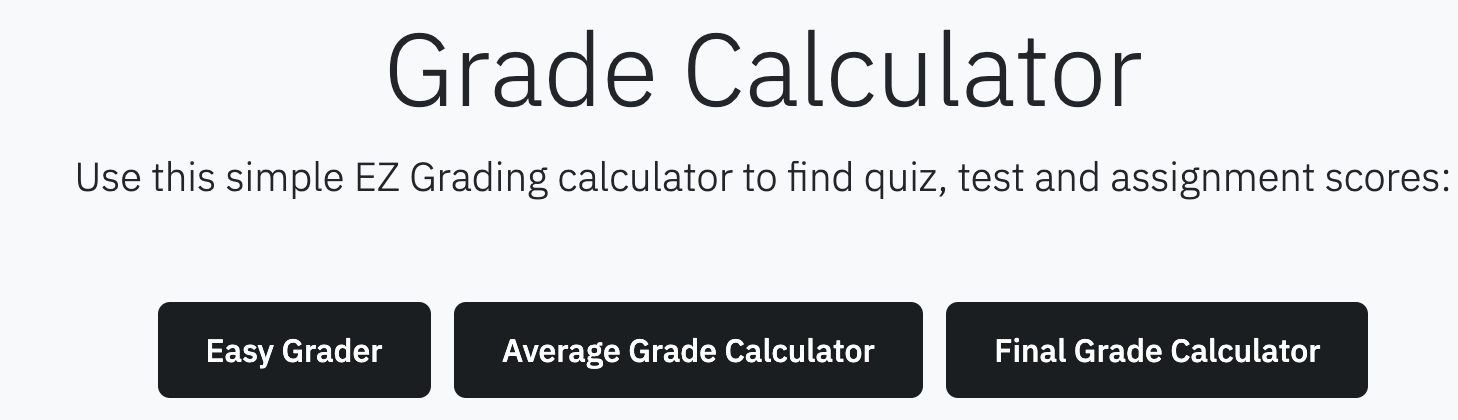 Grade Calculator
Use this simple EZ Grading calculator to find quiz, test and assignment scores:
Easy Grader
Average Grade Calculator
Final Grade Calculator